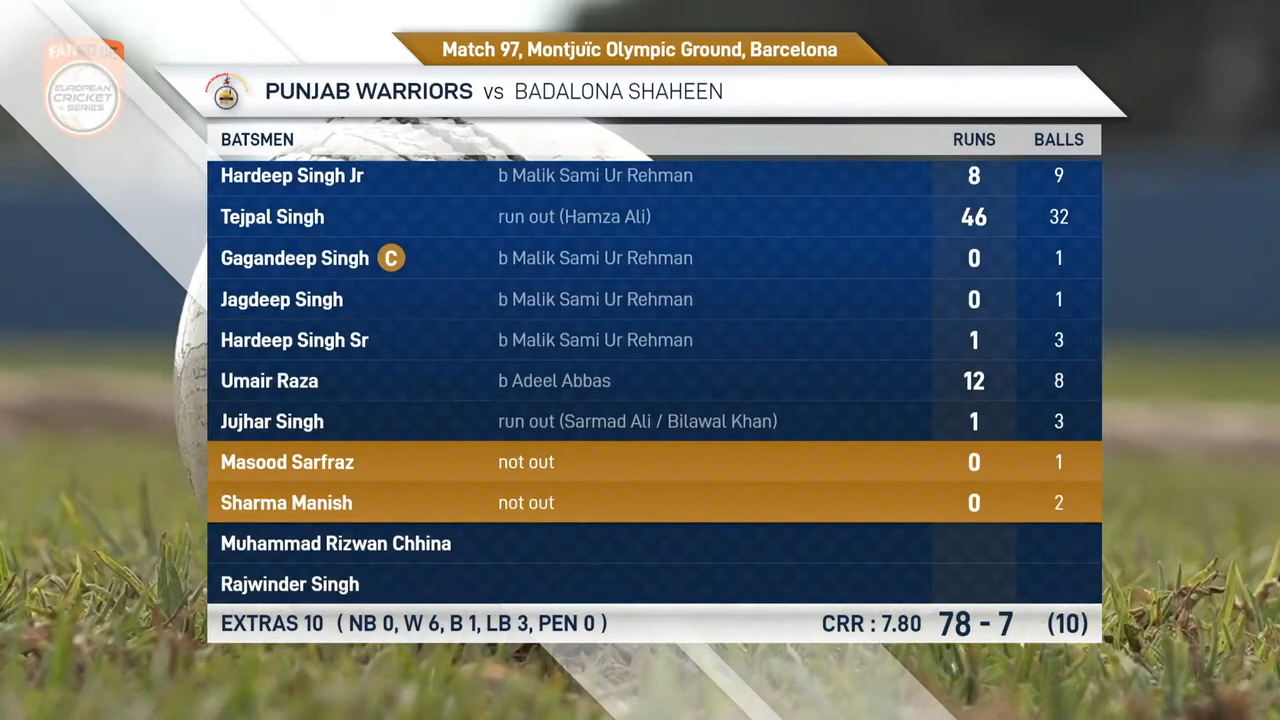 Match 97, Montjuïc Olympic Ground, Barcelona
EUROPEAN
CRICKET
SERIES
PUNJAB WARRIORS vs BADALONA SHAHEEN
BATSMEN RUNS BALLS
Hardeep Singh Jr b Malik Sami Ur Rehman 8 9
Tejpal Singh run out (Hamza Ali) 46 32
Gagandeep Singh C b Malik Sami Ur Rehman 0 1
Jagdeep Singh b Malik Sami Ur Rehman 0 1
Hardeep Singh Sr b Malik Sami Ur Rehman 1 3
Umair Raza b Adeel Abbas 12 8
Jujhar Singh run out (Sarmad Ali / Bilawal Khan) 1 3
Masood Sarfraz not out 0 1
Sharma Manish not out 0 2
Muhammad Rizwan Chhina
Rajwinder Singh
EXTRAS 10 ( NB 0, W 6, B 1, LB 3, PEN 0 ) CRR : 7.80 78 - 7 (10)